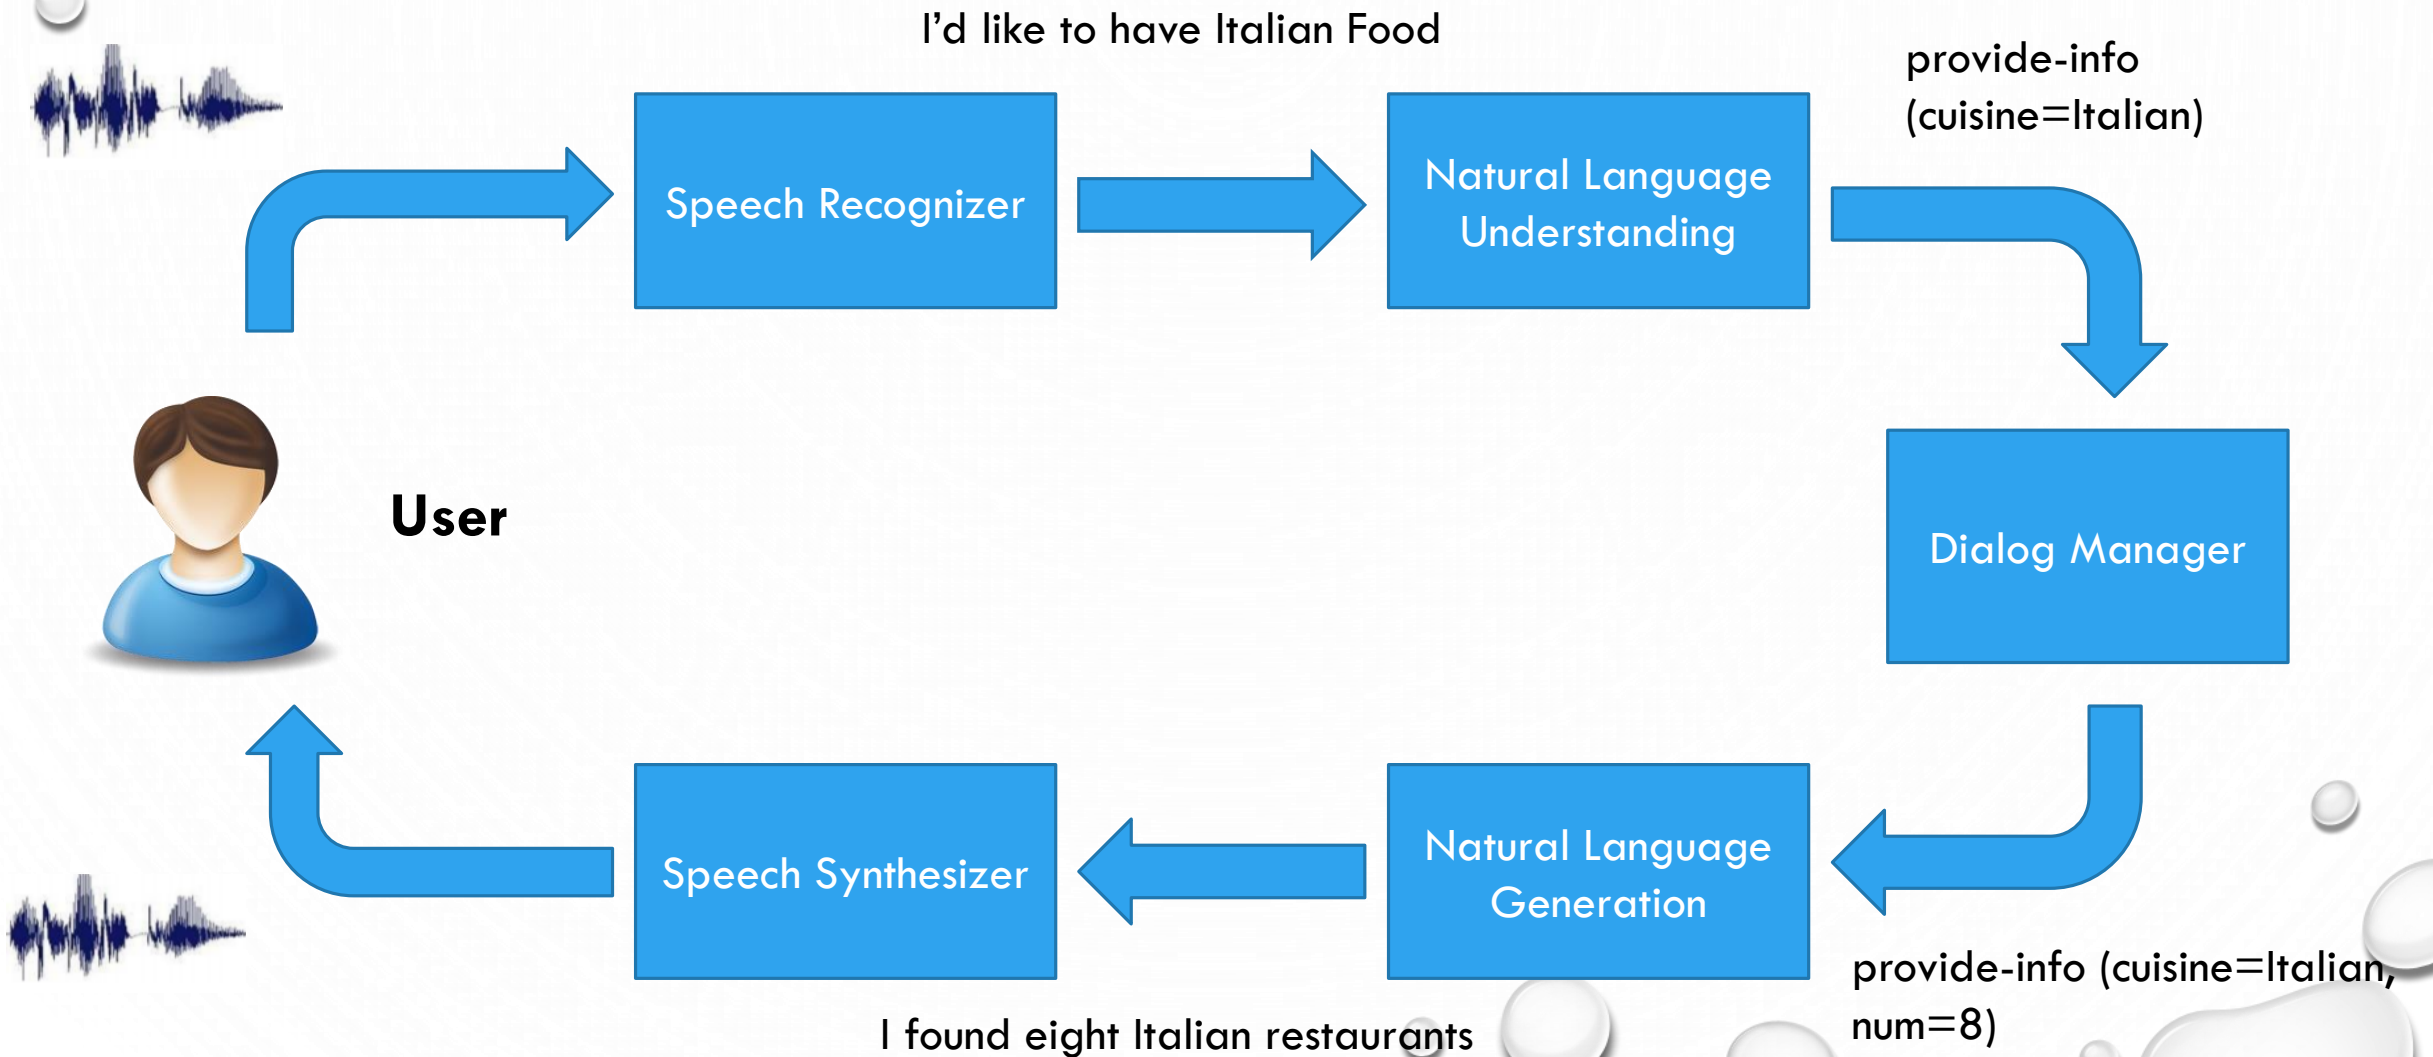 I’d like to have Italian Food
provide-info
(cuisine=Italian)
Speech Recognizer
Natural Language
Understanding
User
Dialog Manager
Speech Synthesizer
Natural Language
Generation
provide-info (cuisine=Italian,
num=8)
I found eight Italian restaurants